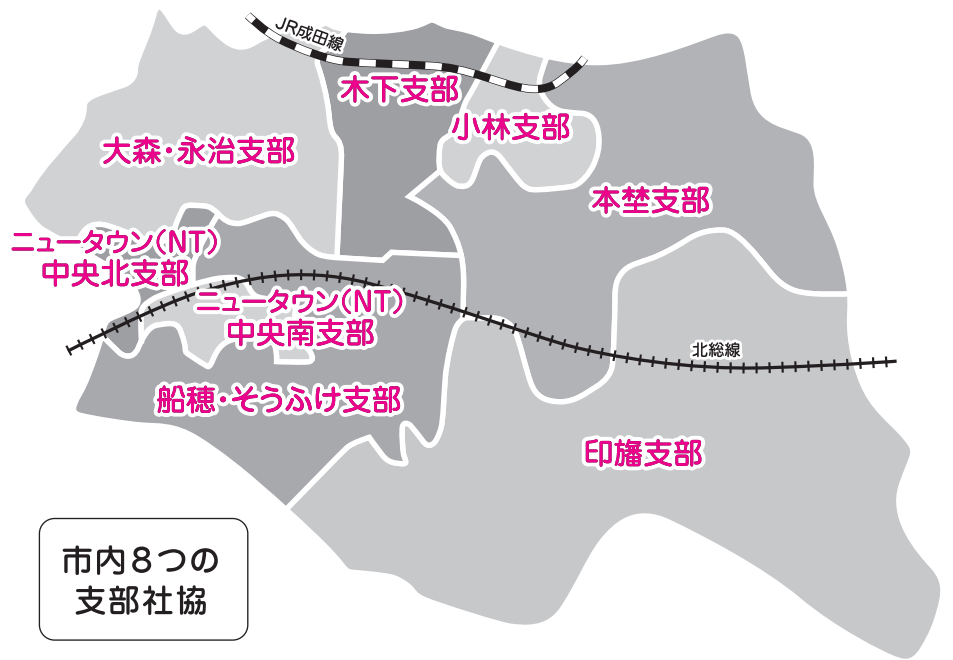 JR成田線
木下支部
小林支部
大森・永治支部
本埜支部
ニュータウン（NT）
中央北支部
ニュータウン（NT）
中央南支部
北総線
船穂・そうふけ支部
印旛支部
市内８つの
支部社協